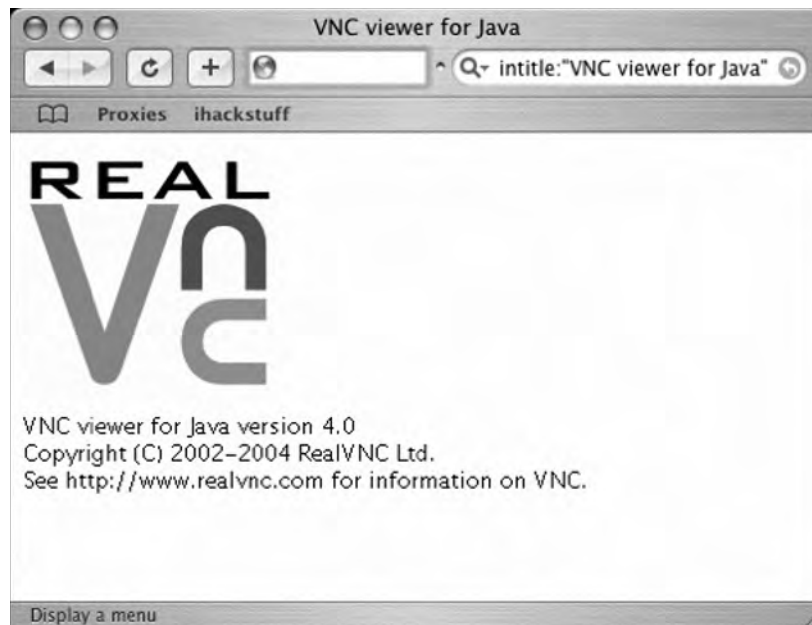 VNC viewer for Java
intitle:"VNC viewer for Java"
Proxies ihackstuff
REAL
Vnc
VNC viewer for Java version 4.0
Copyright (C) 2002–2004 RealVNC Ltd.
See http://www.realvnc.com for information on VNC.
Display a menu